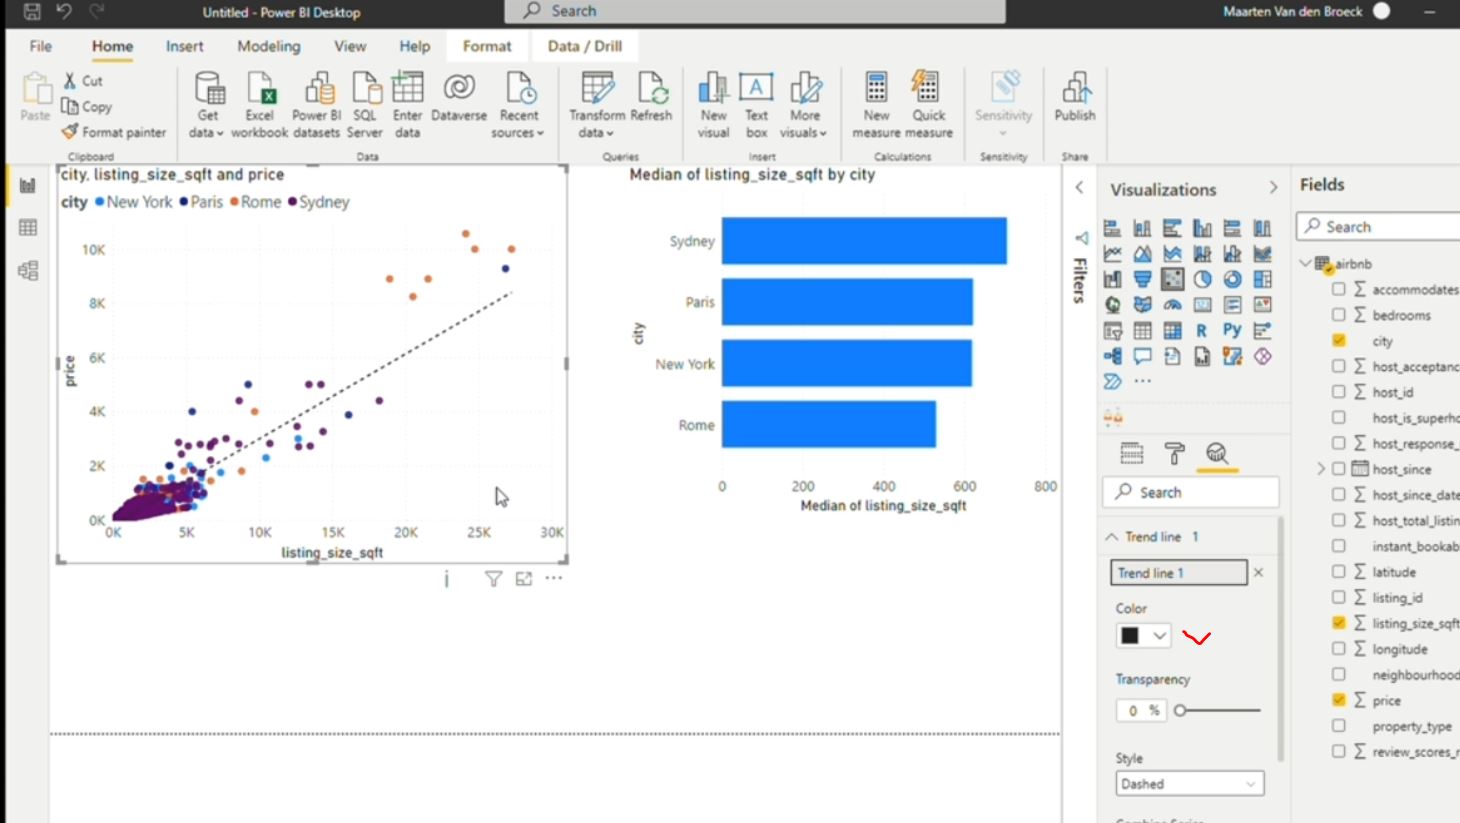 Untitled - Power BI Desktop
Search
Maarten Van den Broeck
File Home Insert Modeling View Help Format Data / Drill
Paste
Cut
Copy
Format painter
Clipboard
Get data
Excel workbook
Power BI datasets
SQL Server
Enter data
Dataverse
Recent sources
Data
Transform data
Refresh
Queries
New visual
Text box
More visuals
Insert
New measure
Quick measure
Calculations
Sensitivity
Sensitivity
Publish
Share
city, listing_size_sqft and price
city New York Paris Rome Sydney
10K
8K
6K
4K
2K
0K
price
0K 5K 10K 15K 20K 25K 30K
listing_size_sqft
Median of listing_size_sqft by city
Sydney
Paris
New York
Rome
city
0 200 400 600 800
Median of listing_size_sqft
Filters
Visualizations
R Py
Search
Trend line 1
Trend line 1
Color
Transparency
0 %
Style
Dashed
Fields
Search
airbnb
accommodates
bedrooms
city
host_acceptanc
host_id
host_is_superho
host_response_
host_since
host_since_date
host_total_listin
instant_bookab
latitude
listing_id
listing_size_sqft
longitude
neighbourhood
price
property_type
review_scores_r